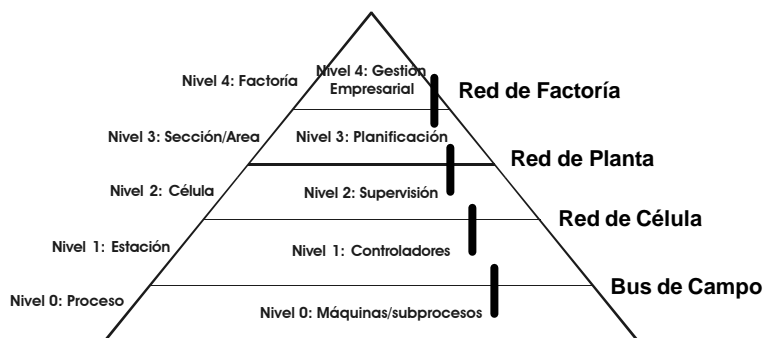 Nivel 4: Factoría
Nivel 4: Gestión
Empresarial
Red de Factoría
Nivel 3: Sección/Area
Nivel 3: Planificación
Red de Planta
Nivel 2: Célula
Nivel 2: Supervisión
Red de Célula
Nivel 1: Estación
Nivel 1: Controladores
Bus de Campo
Nivel 0: Proceso
Nivel 0: Máquinas/subprocesos